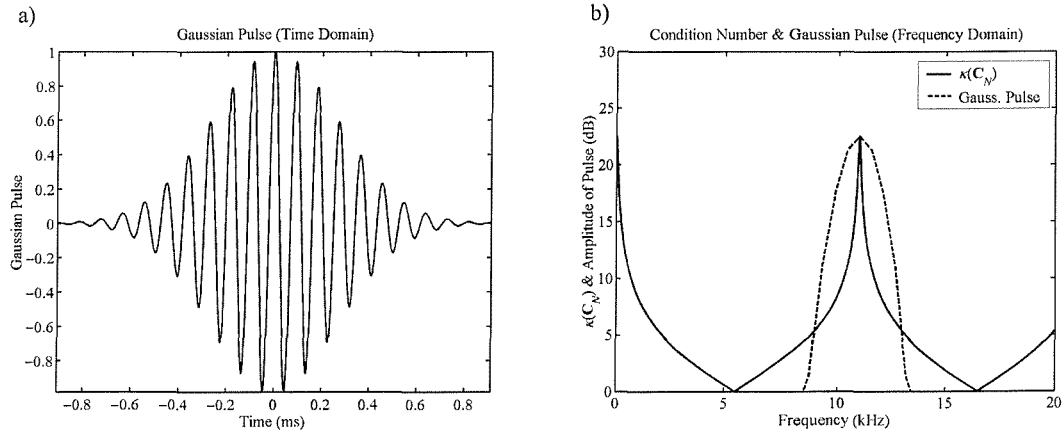 a)
Gaussian Pulse (Time Domain)
Gaussian Pulse
1
0.8
0.6
0.4
0.2
0
−0.2
−0.4
−0.6
−0.8
−0.8 −0.6 −0.4 −0.2 0 0.2 0.4 0.6 0.8
Time (ms)
b)
Condition Number & Gaussian Pulse (Frequency Domain)
κ(C_N) & Amplitude of Pulse (dB)
30
25
20
15
10
5
0
κ(C_N)
Gauss. Pulse
0 5 10 15 20
Frequency (kHz)